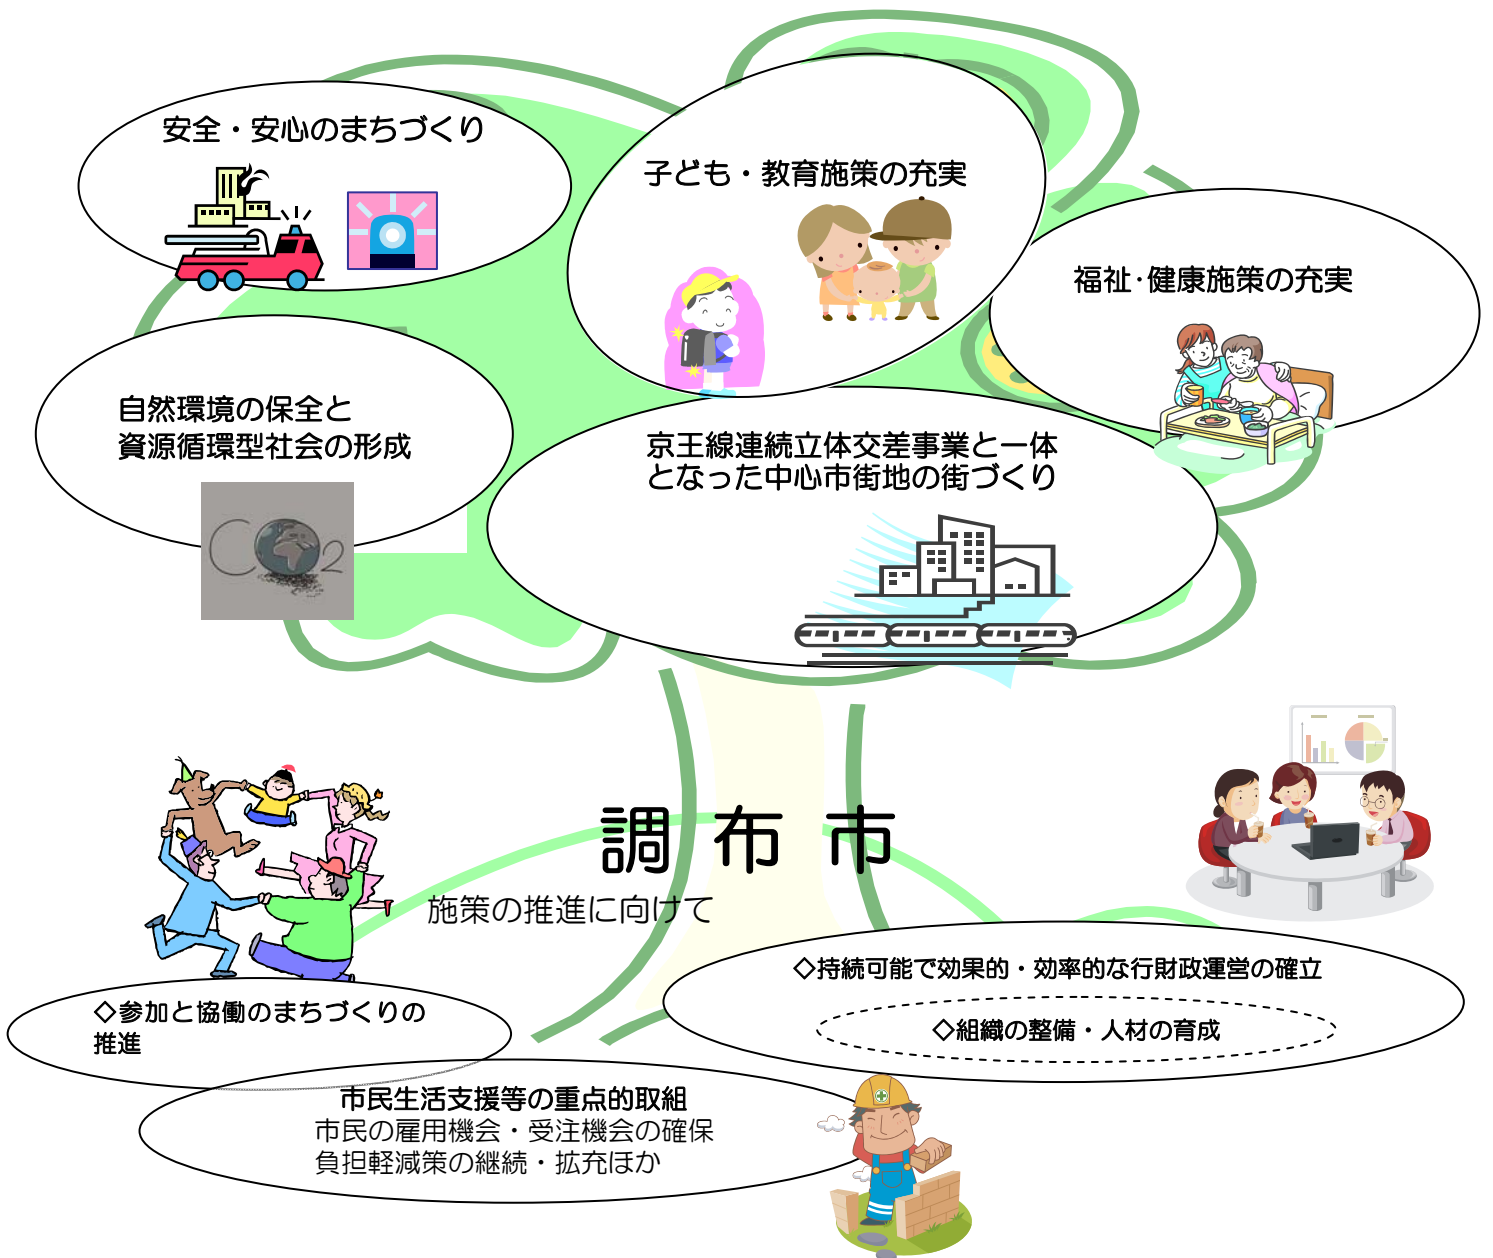 安全・安心のまちづくり
子ども・教育施策の充実
福祉・健康施策の充実
自然環境の保全と
資源循環型社会の形成
京王線連続立体交差事業と一体
となった中心市街地の街づくり
CO2
調布市
施策の推進に向けて
◇持続可能で効果的・効率的な行財政運営の確立
◇組織の整備・人材の育成
◇参加と協働のまちづくりの
推進
市民生活支援等の重点的取組
市民の雇用機会・受注機会の確保
負担軽減策の継続・拡充ほか